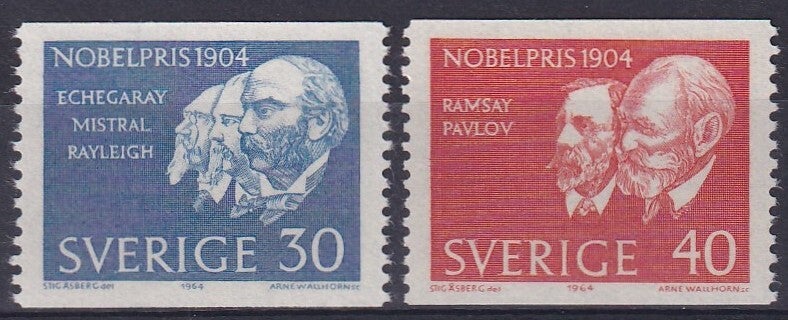 NOBELPRIS 1904
ECHEGARAY
MISTRAL
RAYLEIGH
SVERIGE 30
STIG ÅSBERG del 1964 ARNE WALLHORN sc
NOBELPRIS 1904
RAMSAY
PAVLOV
SVERIGE 40
STIG ÅSBERG del 1964 ARNE WALLHORN sc